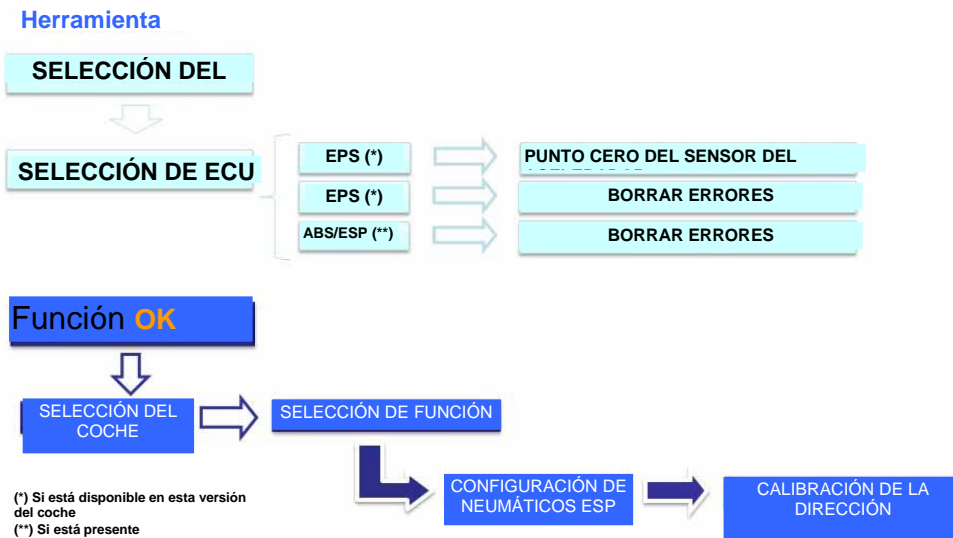 Herramienta
SELECCIÓN DEL
SELECCIÓN DE ECU
EPS (*)
PUNTO CERO DEL SENSOR DEL
EPS (*)
BORRAR ERRORES
ABS/ESP (**)
BORRAR ERRORES
Función OK
SELECCIÓN DEL
COCHE
SELECCIÓN DE FUNCIÓN
CONFIGURACIÓN DE
NEUMÁTICOS ESP
CALIBRACIÓN DE LA
DIRECCIÓN
(*) Si está disponible en esta versión
del coche
(**) Si está presente